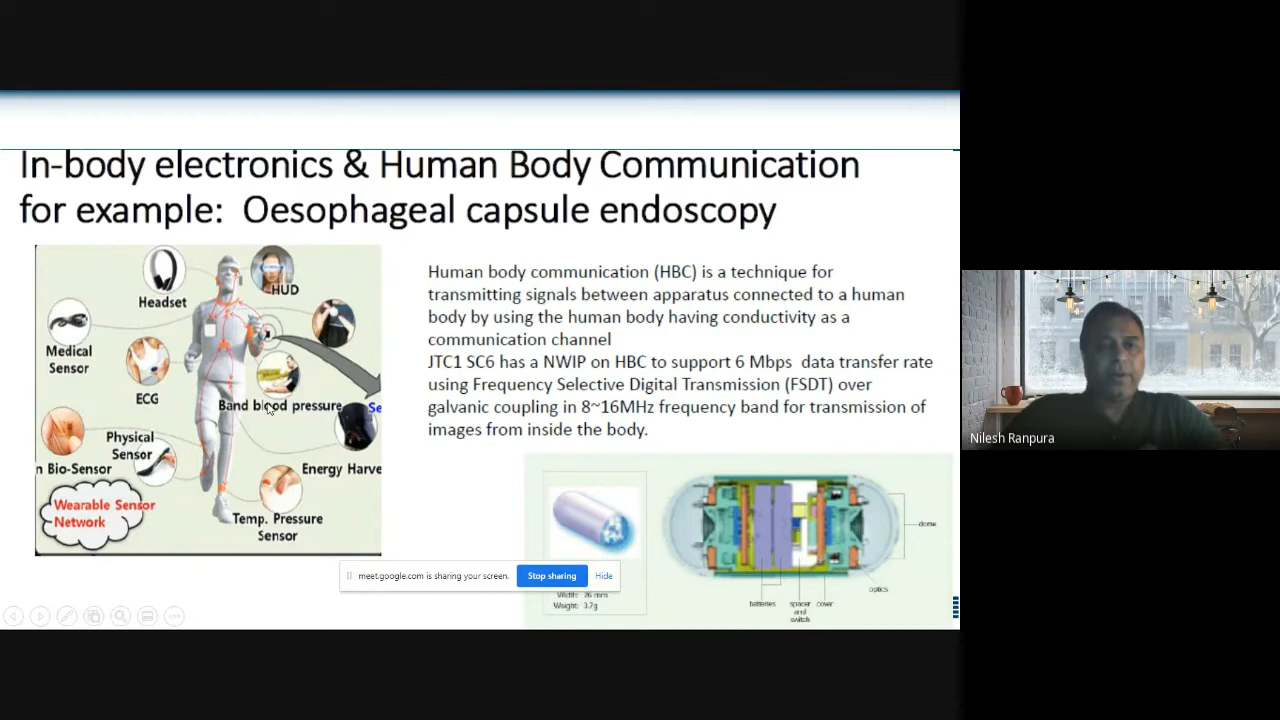 In-body electronics & Human Body Communication
for example: Oesophageal capsule endoscopy
Headset
HUD
Medical
Sensor
ECG
Band blood pressure
Se
Physical
Sensor
n Bio-Sensor
Energy Harve
Wearable Sensor
Network
Temp. Pressure
Sensor
Human body communication (HBC) is a technique for
transmitting signals between apparatus connected to a human
body by using the human body having conductivity as a
communication channel
JTC1 SC6 has a NWIP on HBC to support 6 Mbps data transfer rate
using Frequency Selective Digital Transmission (FSDT) over
galvanic coupling in 8~16MHz frequency band for transmission of
images from inside the body.
dome
optics
batteries
spacer
and
switch
cover
Width: 26 mm
Weight: 3.7g
meet.google.com is sharing your screen.
Stop sharing
Hide
Nilesh Ranpura